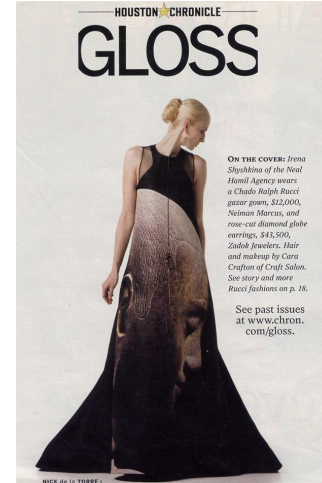 HOUSTON CHRONICLE
GLOSS
ON THE COVER: Irena
Shyshkina of the Neal
Hamil Agency wears
a Chado Ralph Rucci
gazar gown, $12,000,
Neiman Marcus, and
rose-cut diamond globe
earrings, $43,500,
Zadok Jewelers. Hair
and makeup by Cara
Crafton of Craft Salon.
See story and more
Rucci fashions on p. 18.
See past issues
at www.chron.
com/gloss.
NICK de la TORRE :